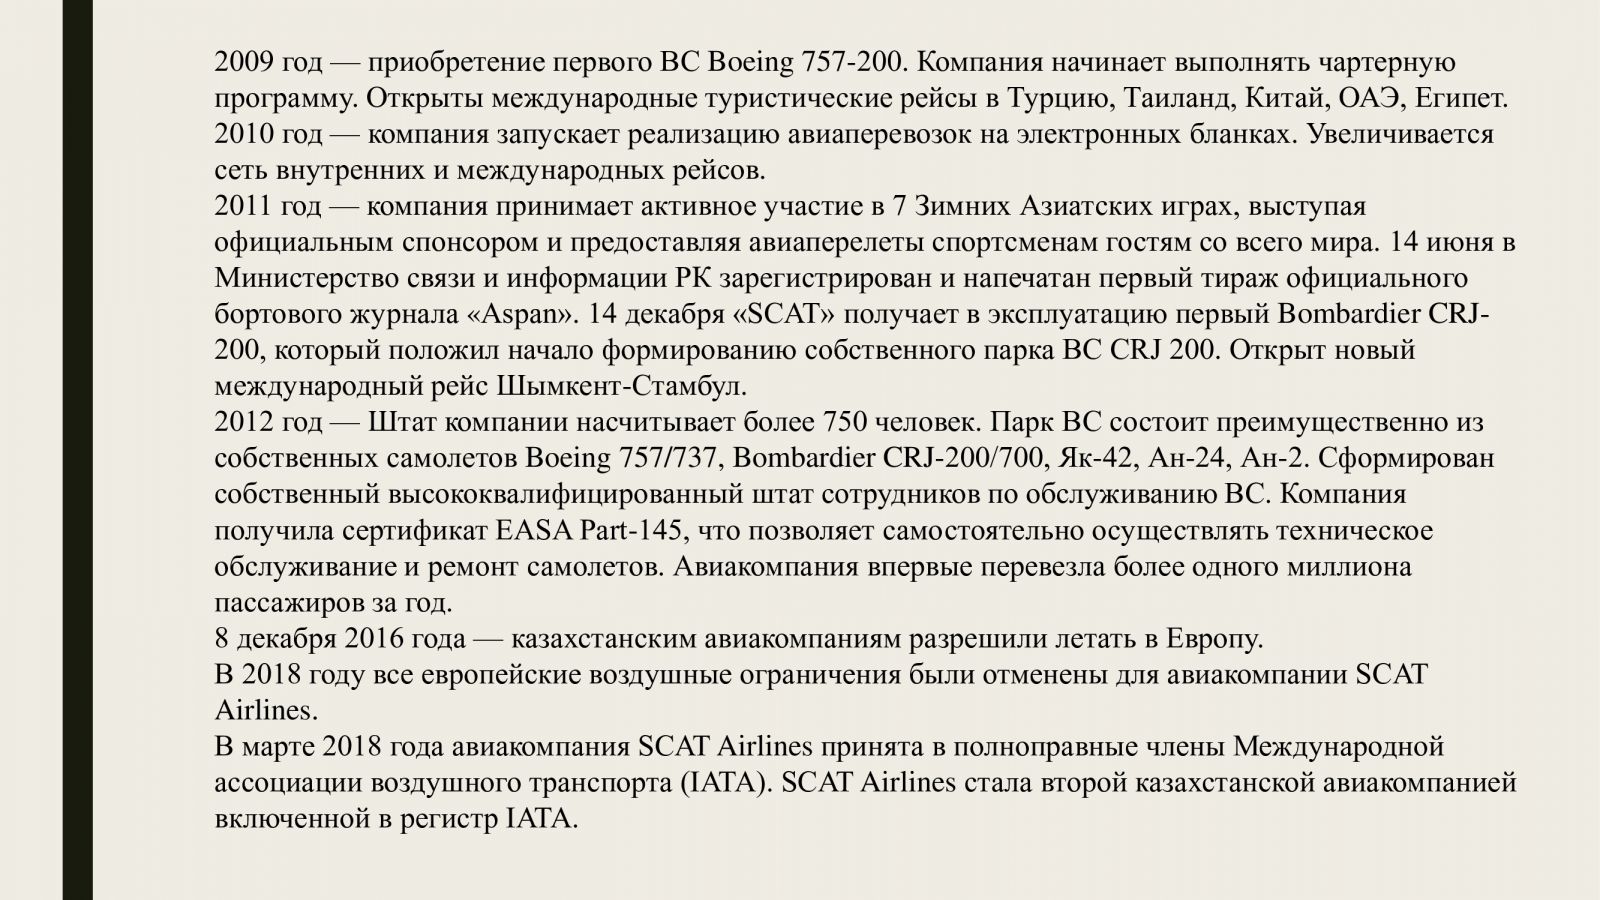 2009 год — приобретение первого ВС Boeing 757-200. Компания начинает выполнять чартерную
программу. Открыты международные туристические рейсы в Турцию, Таиланд, Китай, ОАЭ, Египет.
2010 год — компания запускает реализацию авиаперевозок на электронных бланках. Увеличивается
сеть внутренних и международных рейсов.
2011 год — компания принимает активное участие в 7 Зимних Азиатских играх, выступая
официальным спонсором и предоставляя авиаперелеты спортсменам гостям со всего мира. 14 июня в
Министерство связи и информации РК зарегистрирован и напечатан первый тираж официального
бортового журнала «Aspan». 14 декабря «SCAT» получает в эксплуатацию первый Bombardier CRJ-
200, который положил начало формированию собственного парка ВС CRJ 200. Открыт новый
международный рейс Шымкент-Стамбул.
2012 год — Штат компании насчитывает более 750 человек. Парк ВС состоит преимущественно из
собственных самолетов Boeing 757/737, Bombardier CRJ-200/700, Як-42, Ан-24, Ан-2. Сформирован
собственный высококвалифицированный штат сотрудников по обслуживанию ВС. Компания
получила сертификат EASA Part-145, что позволяет самостоятельно осуществлять техническое
обслуживание и ремонт самолетов. Авиакомпания впервые перевезла более одного миллиона
пассажиров за год.
8 декабря 2016 года — казахстанским авиакомпаниям разрешили летать в Европу.
В 2018 году все европейские воздушные ограничения были отменены для авиакомпании SCAT
Airlines.
В марте 2018 года авиакомпания SCAT Airlines принята в полноправные члены Международной
ассоциации воздушного транспорта (IATA). SCAT Airlines стала второй казахстанской авиакомпанией
включенной в регистр IATA.